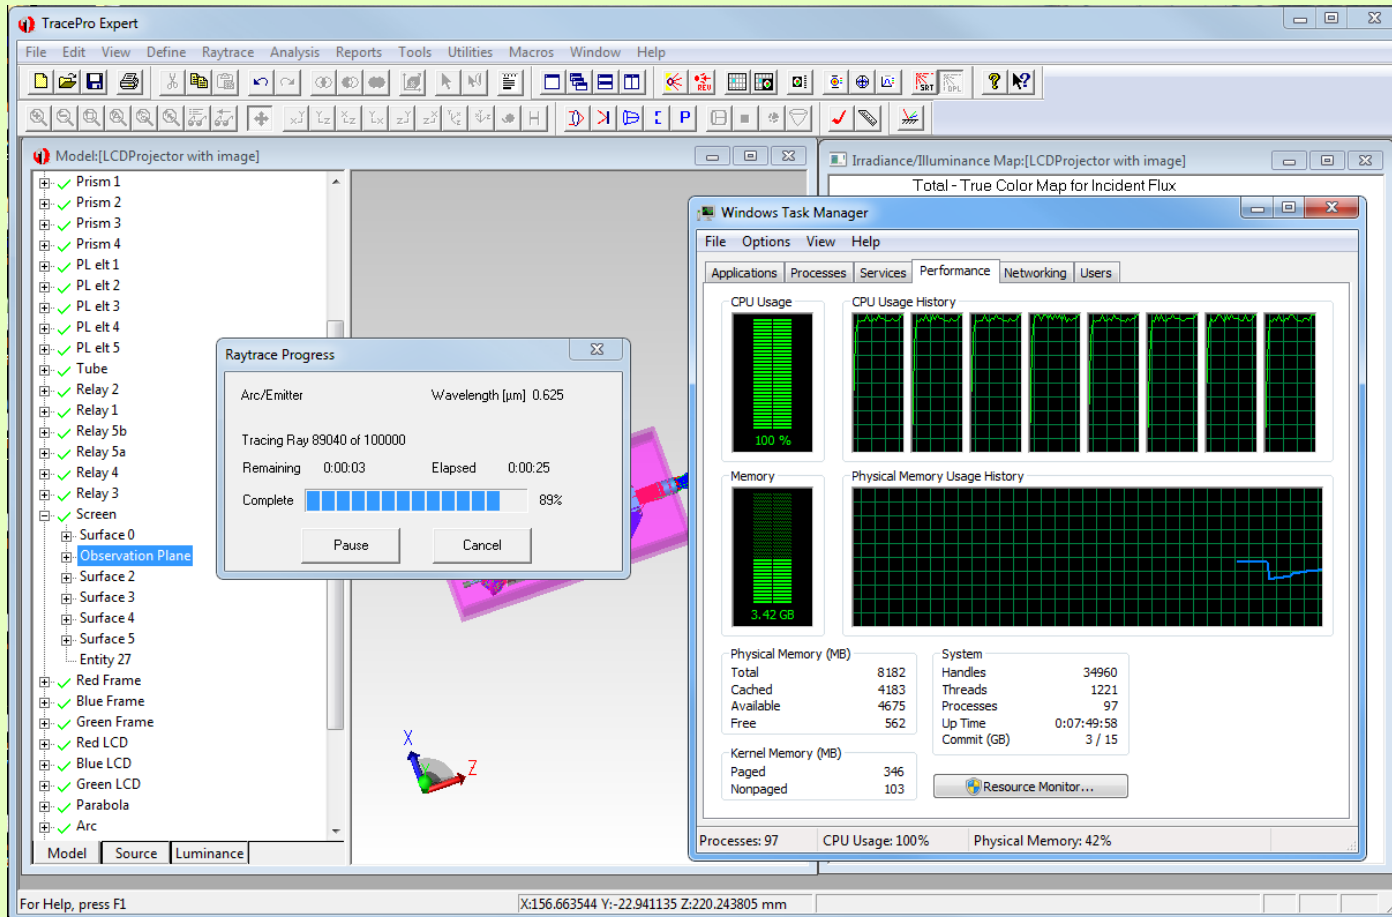 TracePro Expert
File Edit View Define Raytrace Analysis Reports Tools Utilities Macros Window Help
REV
SRT
DPL
P
H
Model:[LCDProjector with image]
Prism 1
Prism 2
Prism 3
Prism 4
PL elt 1
PL elt 2
PL elt 3
PL elt 4
PL elt 5
Tube
Relay 2
Relay 1
Relay 5b
Relay 5a
Relay 4
Relay 3
Screen
Surface 0
Observation Plane
Surface 2
Surface 3
Surface 4
Surface 5
Entity 27
Red Frame
Blue Frame
Green Frame
Red LCD
Blue LCD
Green LCD
Parabola
Arc
Model Source Luminance
X
Y
Z
Raytrace Progress
Arc/Emitter Wavelength [µm] 0.625
Tracing Ray 89040 of 100000
Remaining 0:00:03 Elapsed 0:00:25
Complete 89%
Pause Cancel
Irradiance/Illuminance Map:[LCDProjector with image]
Total - True Color Map for Incident Flux
Windows Task Manager
File Options View Help
Applications Processes Services Performance Networking Users
CPU Usage CPU Usage History
100 %
Memory Physical Memory Usage History
3.42 GB
Physical Memory (MB)
Total 8182
Cached 4183
Available 4675
Free 562
Kernel Memory (MB)
Paged 346
Nonpaged 103
System
Handles 34960
Threads 1221
Processes 97
Up Time 0:07:49:58
Commit (GB) 3 / 15
Resource Monitor...
Processes: 97 CPU Usage: 100% Physical Memory: 42%
For Help, press F1 X:156.663544 Y:-22.941135 Z:220.243805 mm